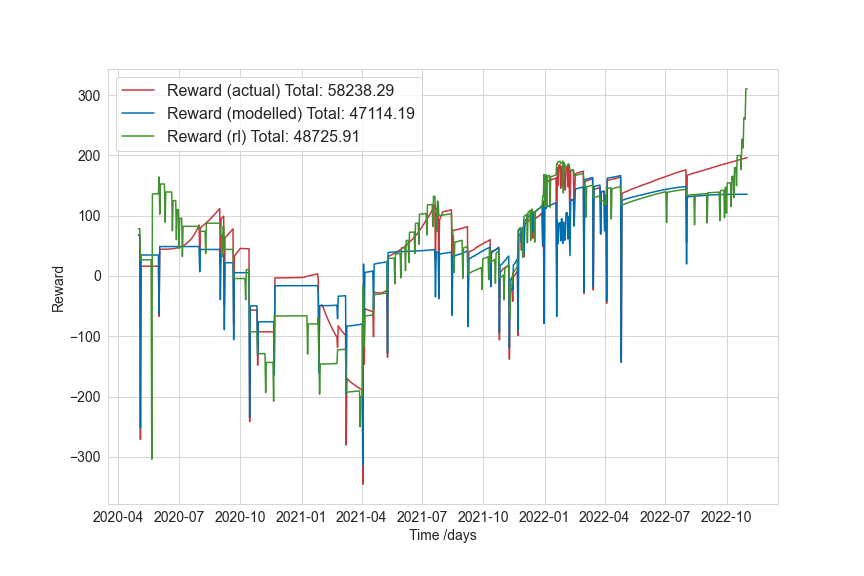 Reward (actual) Total: 58238.29
Reward (modelled) Total: 47114.19
Reward (rl) Total: 48725.91
Reward
300
200
100
0
−100
−200
−300
2020-04 2020-07 2020-10 2021-01 2021-04 2021-07 2021-10 2022-01 2022-04 2022-07 2022-10
Time /days